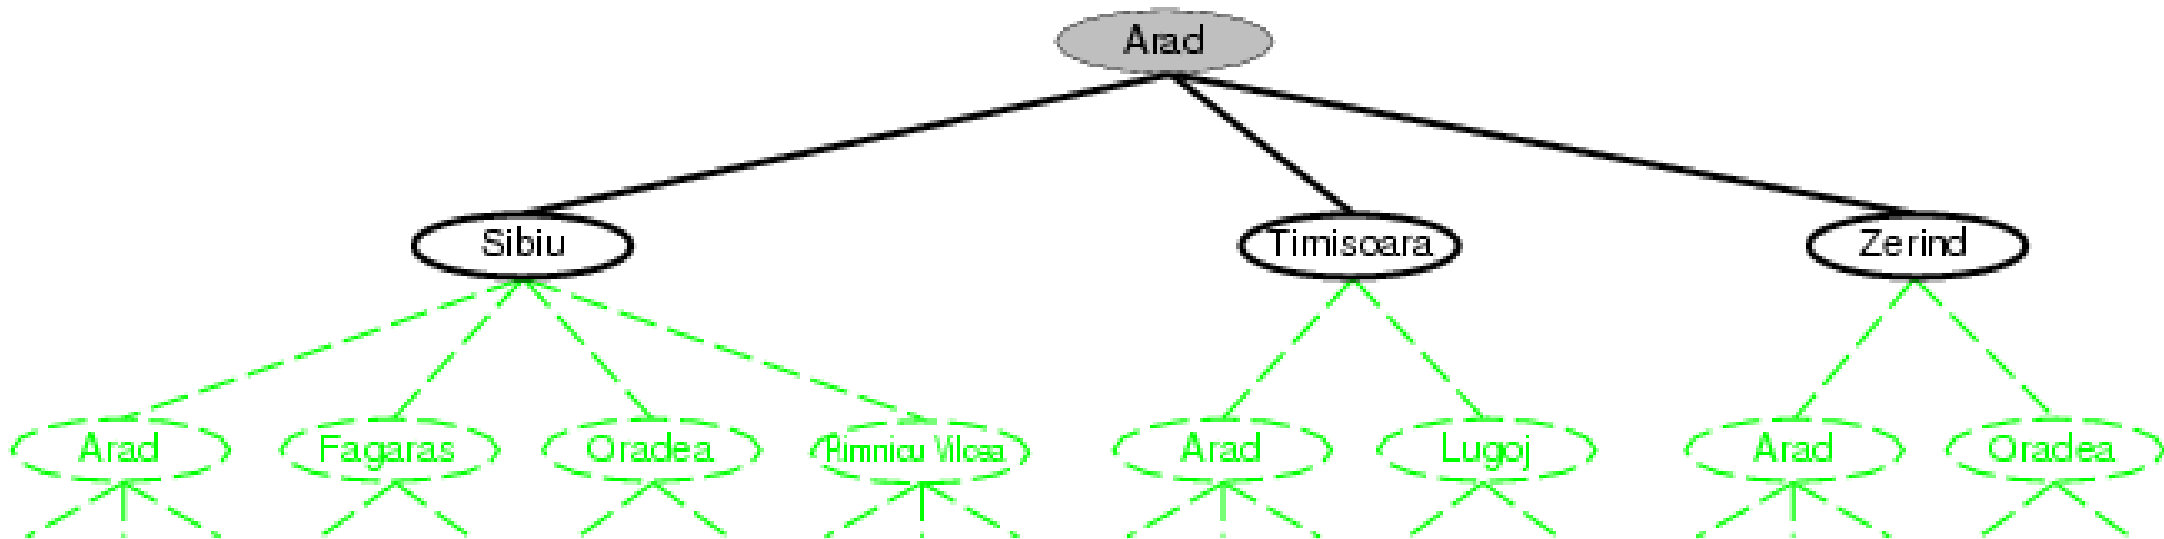 Arad
Sibiu Timisoara Zerind
Arad Fagaras Oradea Rimnicu Vilcea Arad Lugoj Arad Oradea